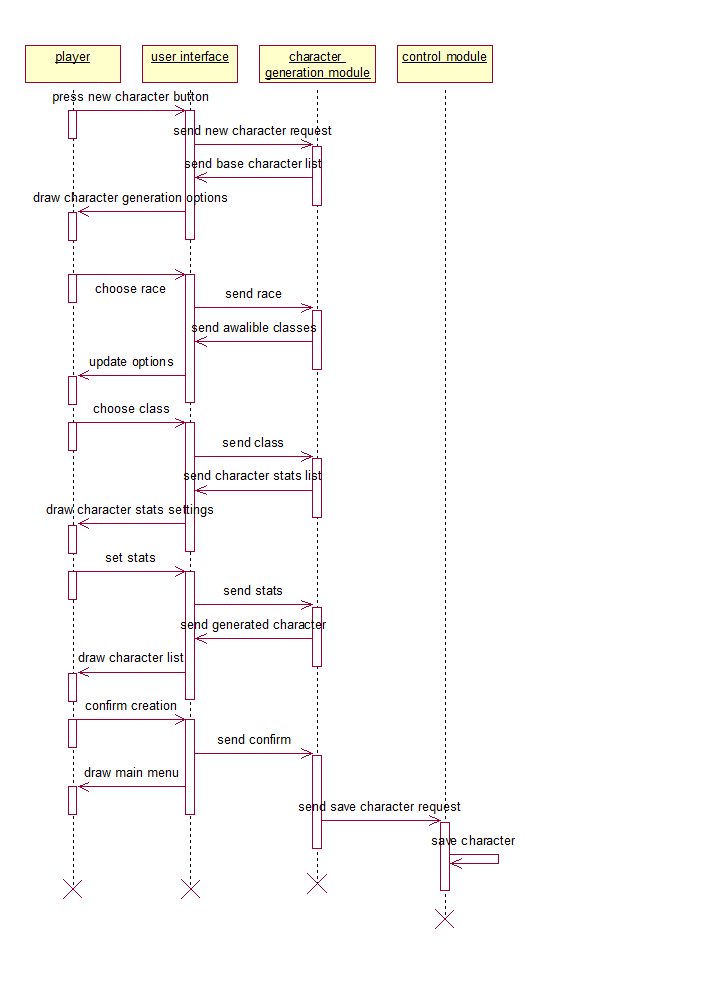 player
user interface
character
generation module
control module
press new character button
send new character request
send base character list
draw character generation options
choose race
send race
send awalible classes
update options
choose class
send class
send character stats list
draw character stats settings
set stats
send stats
send generated character
draw character list
confirm creation
send confirm
draw main menu
send save character request
save character